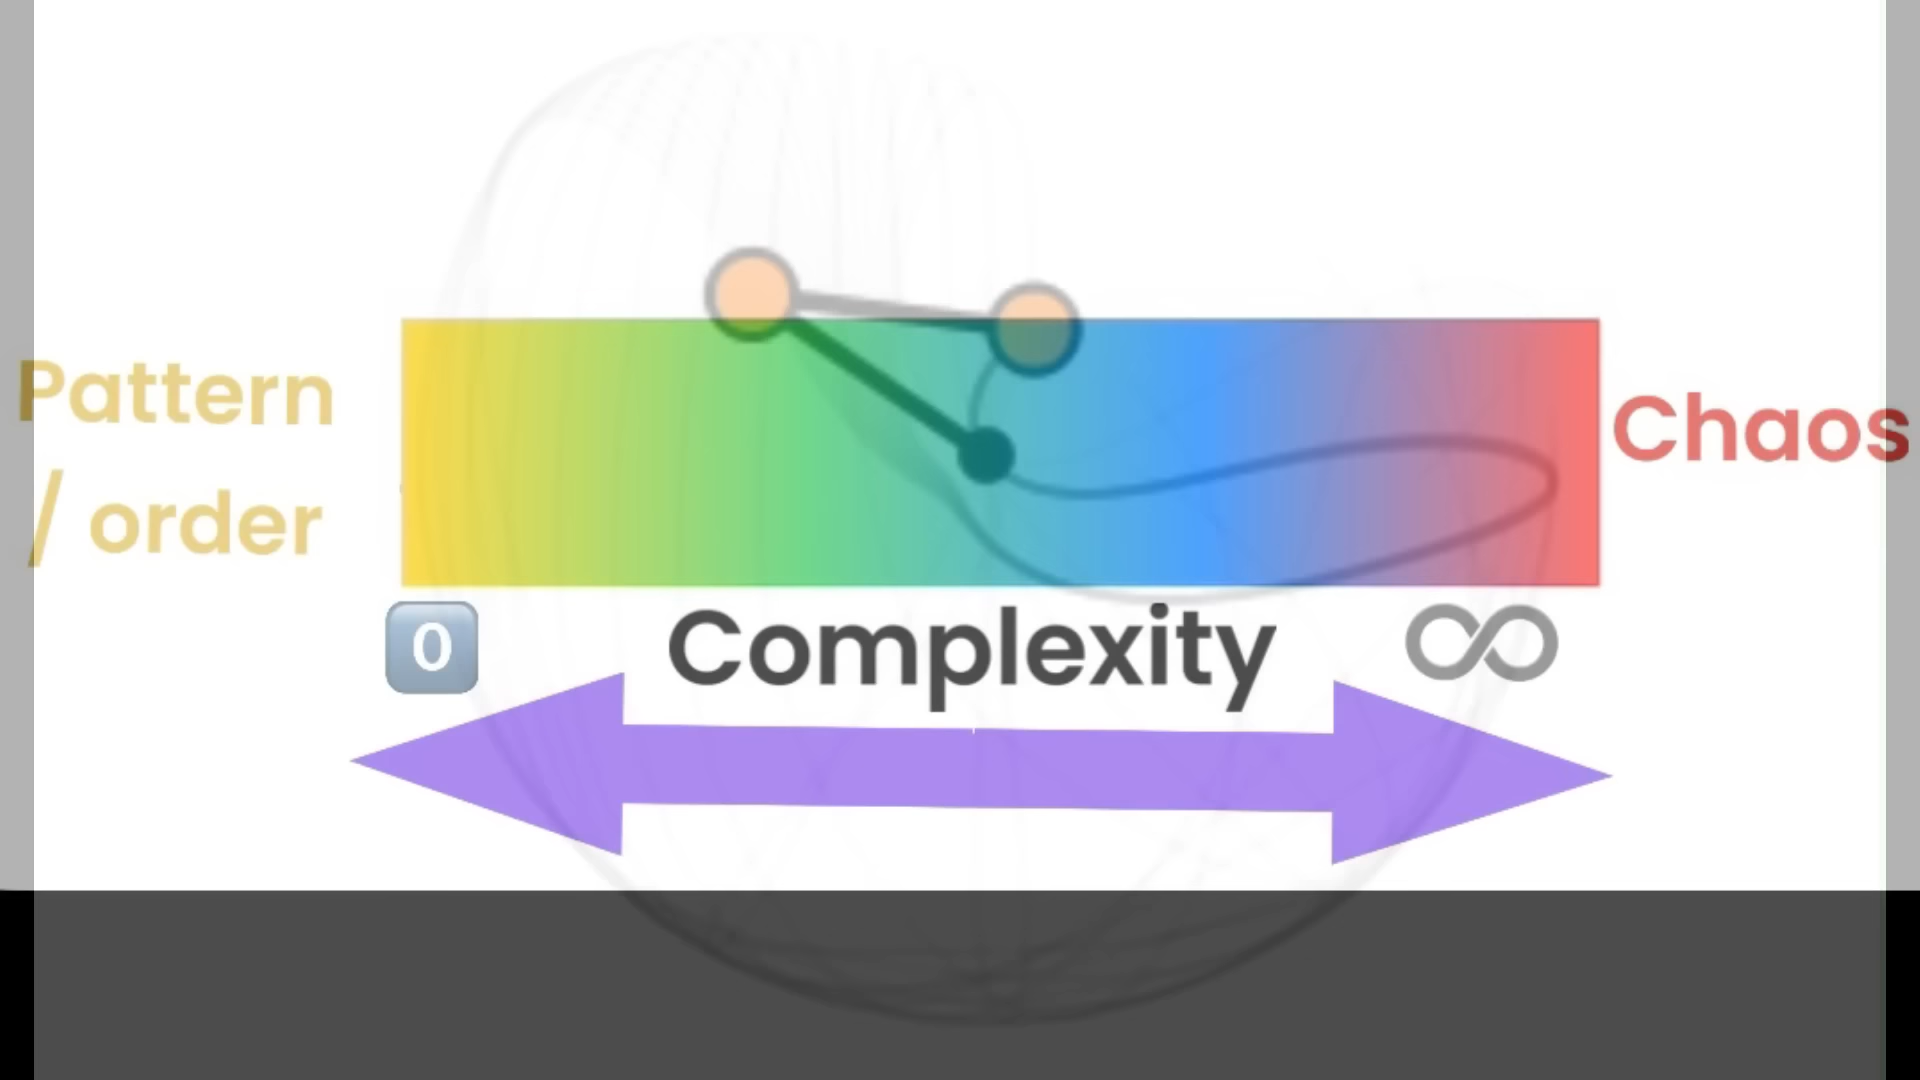 Pattern
/ order
Chaos
0
Complexity
∞